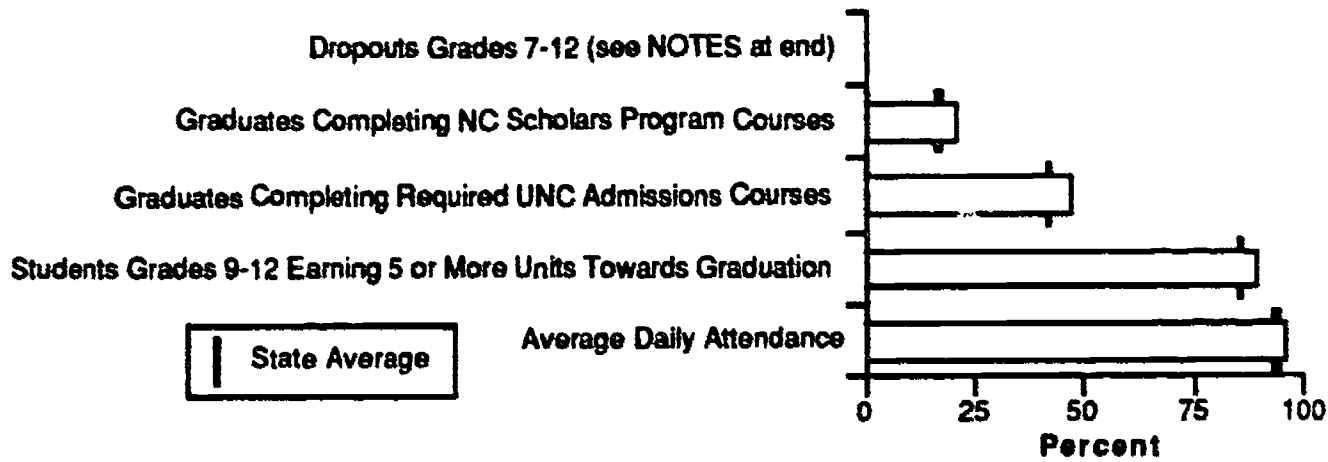 Dropouts Grades 7-12 (see NOTES at end)
Graduates Completing NC Scholars Program Courses
Graduates Completing Required UNC Admissions Courses
Students Grades 9-12 Earning 5 or More Units Towards Graduation
Average Daily Attendance
State Average
0 25 50 75 100
Percent